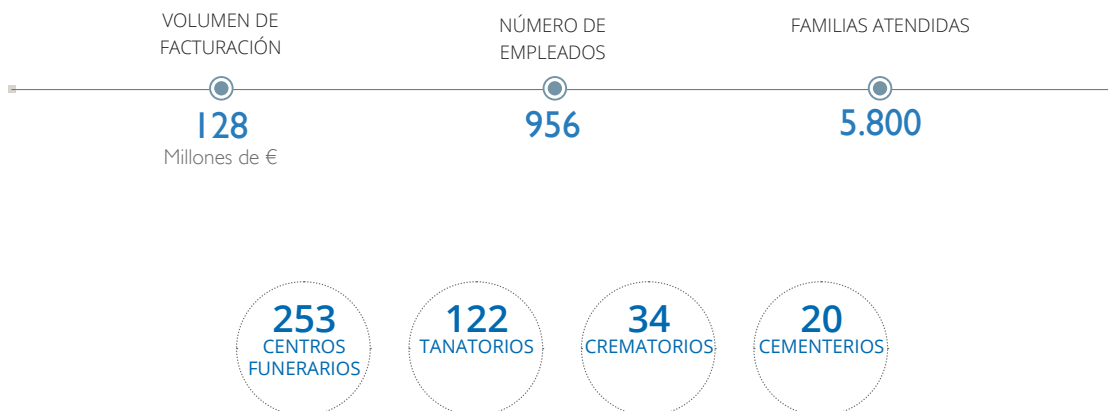 VOLUMEN DE
FACTURACIÓN
128
Millones de €
NÚMERO DE
EMPLEADOS
956
FAMILIAS ATENDIDAS
5.800
253
CENTROS
FUNERARIOS
122
TANATORIOS
34
CREMATORIOS
20
CEMENTERIOS